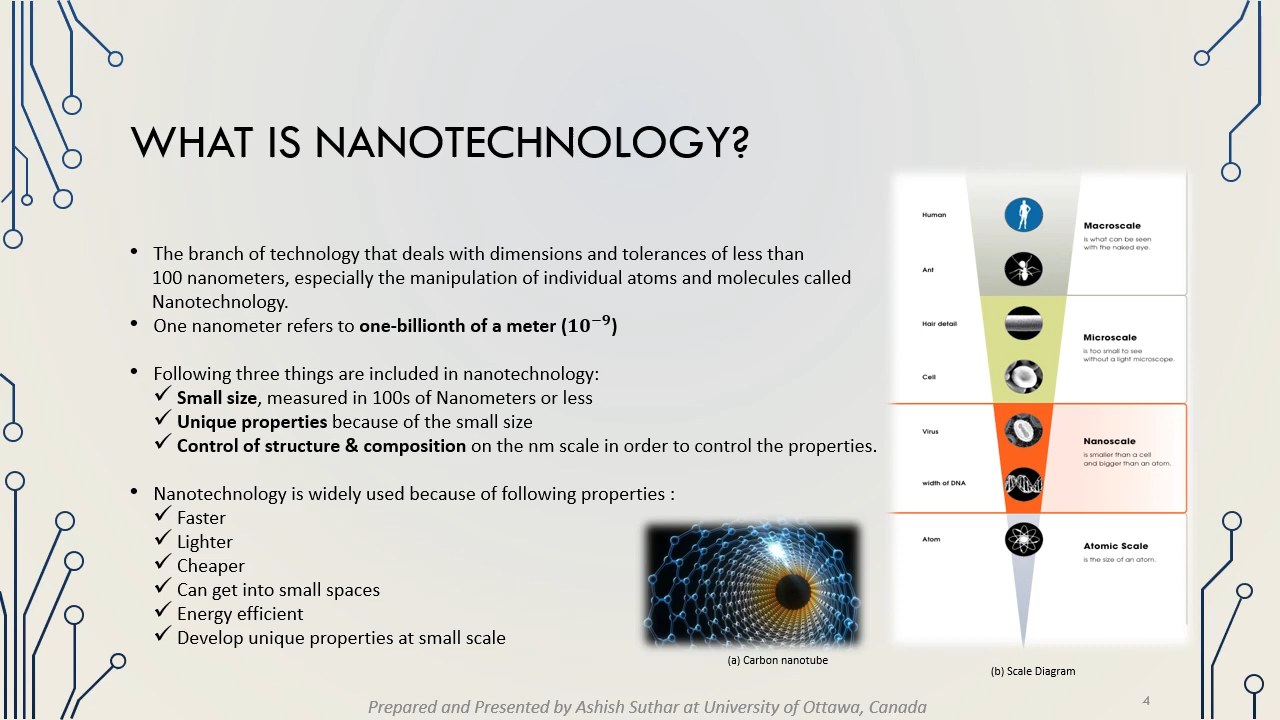 WHAT IS NANOTECHNOLOGY?
• The branch of technology that deals with dimensions and tolerances of less than
100 nanometers, especially the manipulation of individual atoms and molecules called
Nanotechnology.
• One nanometer refers to one-billionth of a meter (10⁻⁹)
• Following three things are included in nanotechnology:
✓ Small size, measured in 100s of Nanometers or less
✓ Unique properties because of the small size
✓ Control of structure & composition on the nm scale in order to control the properties.
• Nanotechnology is widely used because of following properties :
✓ Faster
✓ Lighter
✓ Cheaper
✓ Can get into small spaces
✓ Energy efficient
✓ Develop unique properties at small scale
(a) Carbon nanotube
Human
Ant
Macroscale
is what can be seen
with the naked eye.
Hair detail
Cell
Microscale
is too small to see
without a light microscope.
Virus
width of DNA
Nanoscale
is smaller than a cell
and bigger than an atom.
Atom
Atomic Scale
is the size of an atom.
(b) Scale Diagram
Prepared and Presented by Ashish Suthar at University of Ottawa, Canada
4